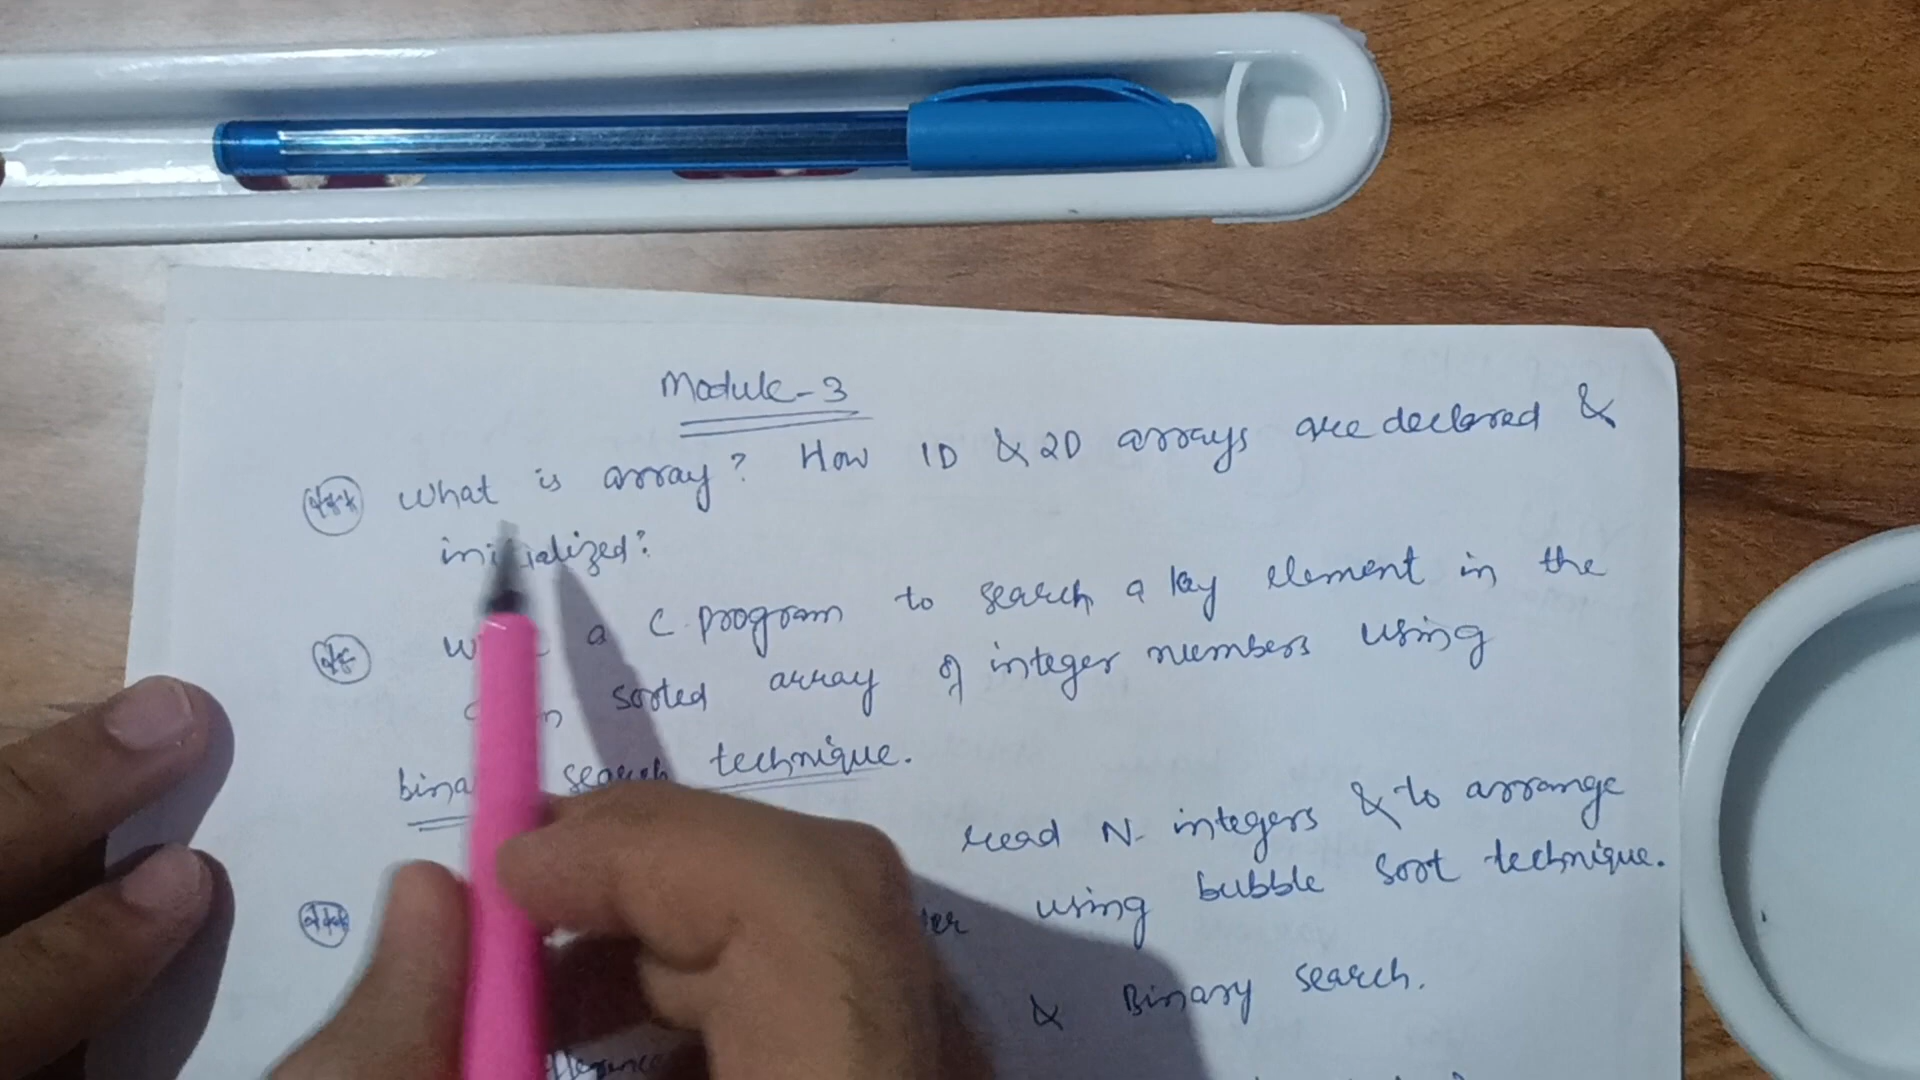 Module-3
*** What is array? How 1D & 2D arrays are declared &
initialized?
** a C program to search a key element in the
sorted array of integer numbers using
search technique.
read N integers & to arrange
*** using bubble sort technique.
& Binary search.